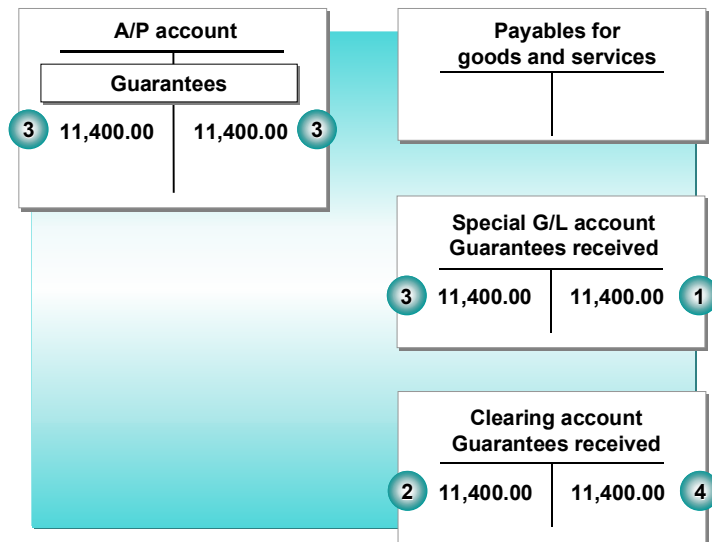 A/P account
Guarantees
3 11,400.00 11,400.00 3
Payables for
goods and services
Special G/L account
Guarantees received
3 11,400.00 11,400.00 1
Clearing account
Guarantees received
2 11,400.00 11,400.00 4